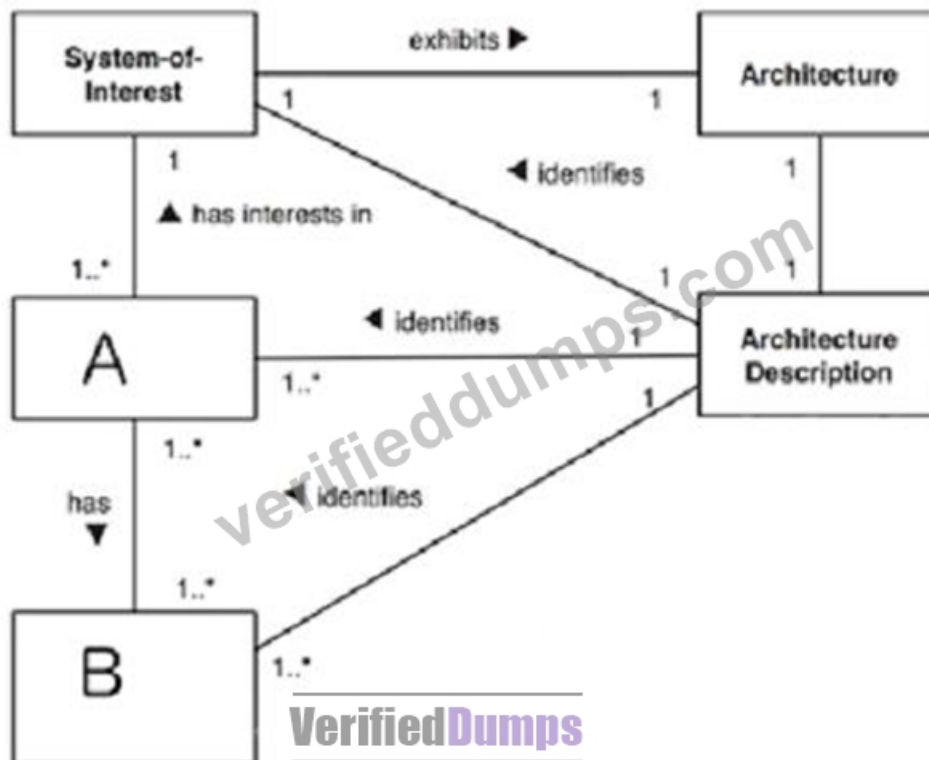 exhibits ▶
System-of-
Interest
Architecture
1
1
1
◀ identifies
1
▲ has interests in
1..*
1
1
◀ identifies
1
Architecture
Description
A
1..*
1
1..*
has
▼
◀ identifies
1..*
B
1..*
verifieddumps.com
VerifiedDumps